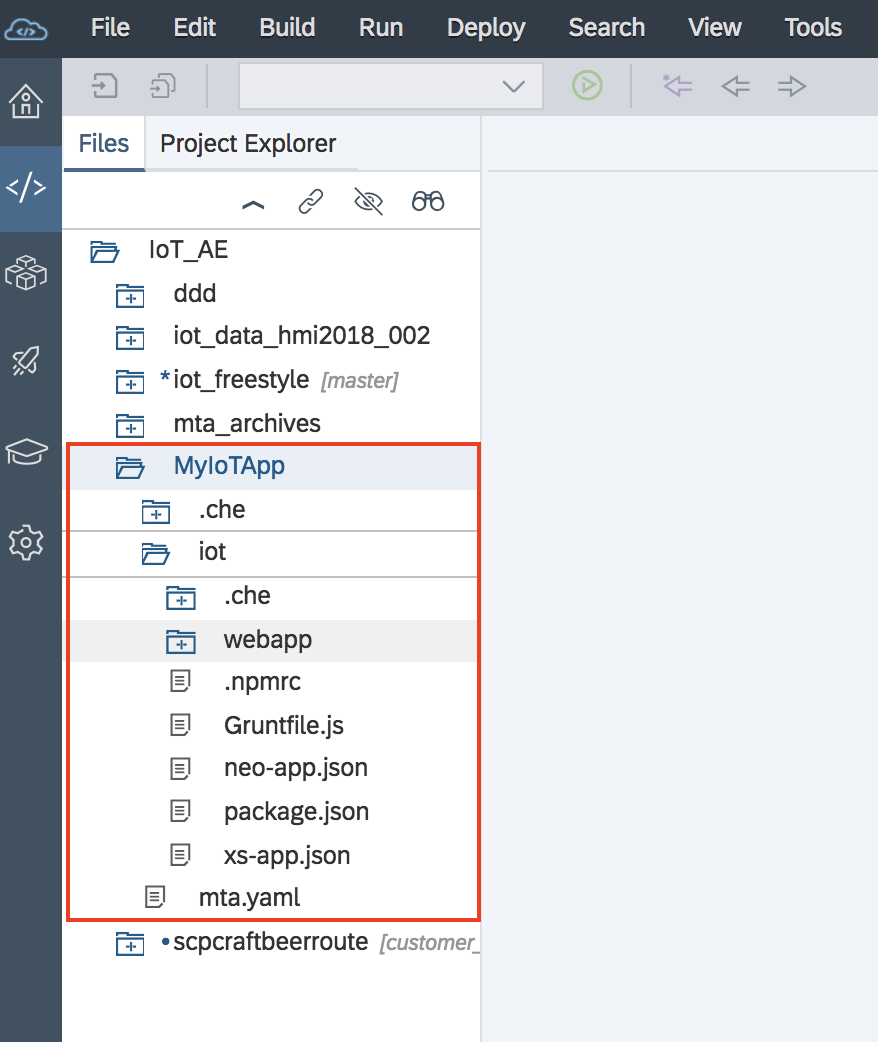 File Edit Build Run Deploy Search View Tools
Files Project Explorer
IoT_AE
ddd
iot_data_hmi2018_002
*iot_freestyle [master]
mta_archives
MyIoTApp
.che
iot
.che
webapp
.npmrc
Gruntfile.js
neo-app.json
package.json
xs-app.json
mta.yaml
scpcraftbeerroute [customer_